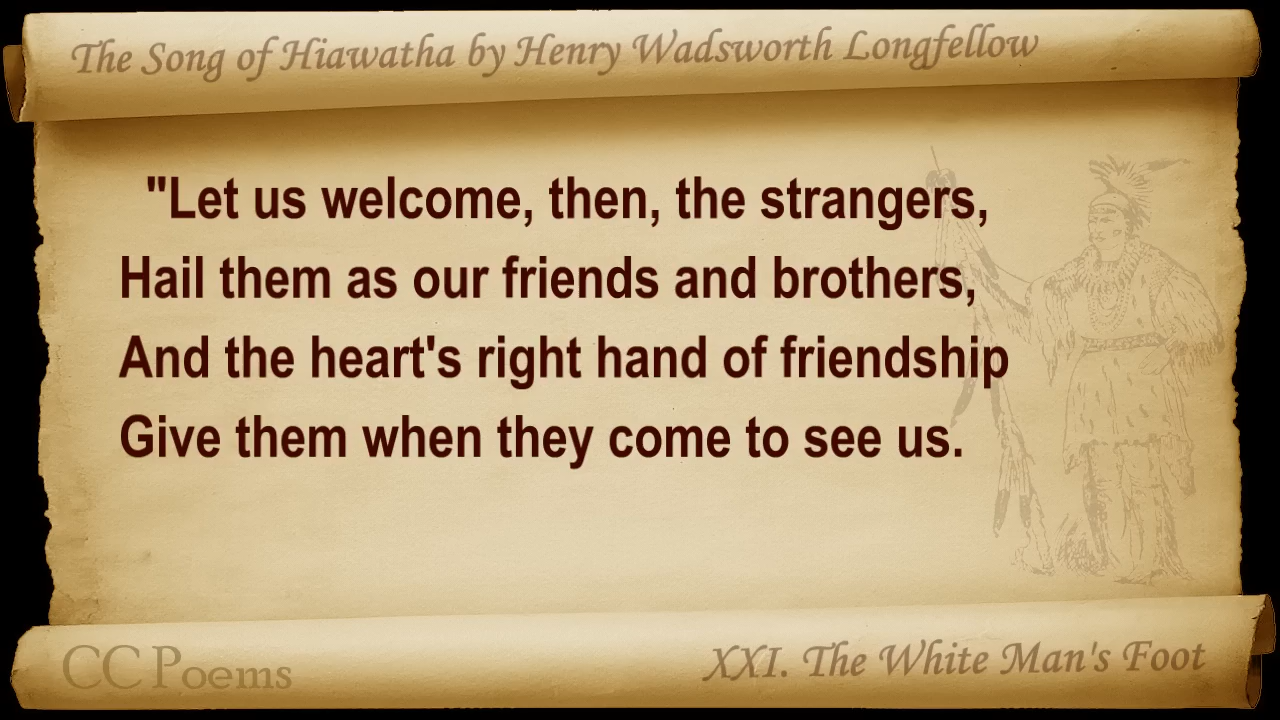 The Song of Hiawatha by Henry Wadsworth Longfellow
"Let us welcome, then, the strangers,
Hail them as our friends and brothers,
And the heart's right hand of friendship
Give them when they come to see us.
CC Poems
XXI. The White Man's Foot